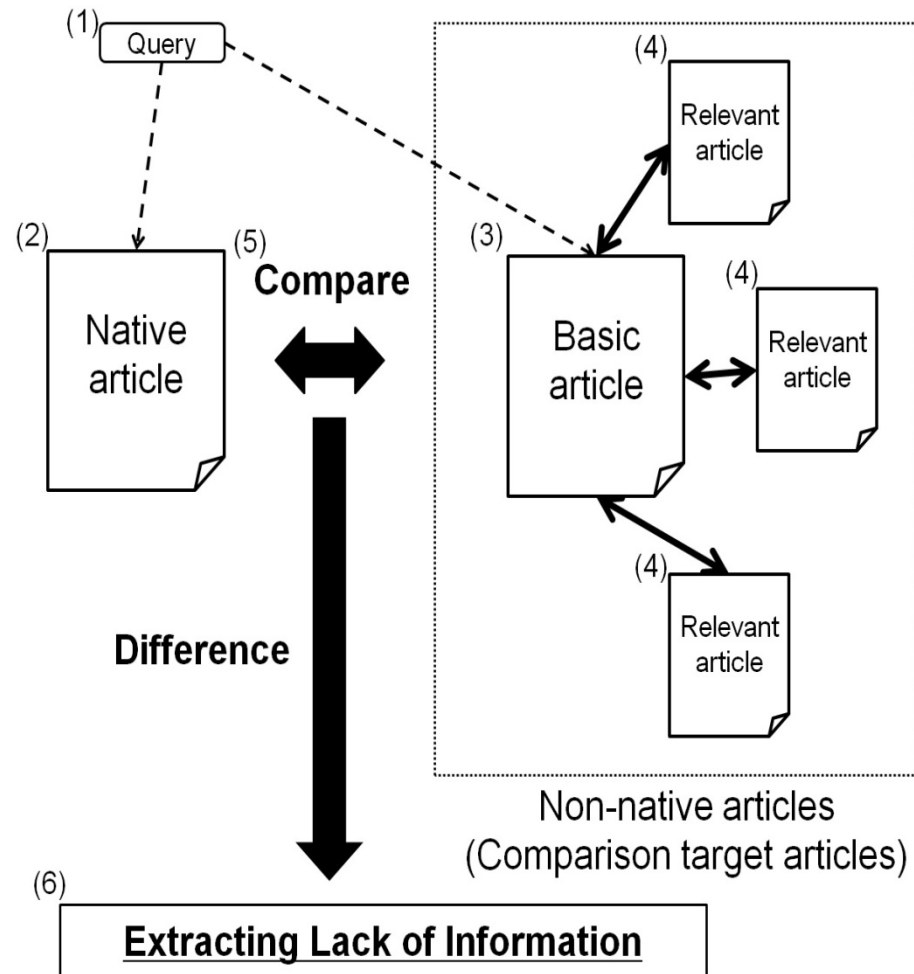 (1)
Query
(4)
Relevant
article
(2)
(5)
(3)
Compare
(4)
Native
article
Basic
article
Relevant
article
(4)
Difference
Relevant
article
Non-native articles
(Comparison target articles)
(6)
Extracting Lack of Information